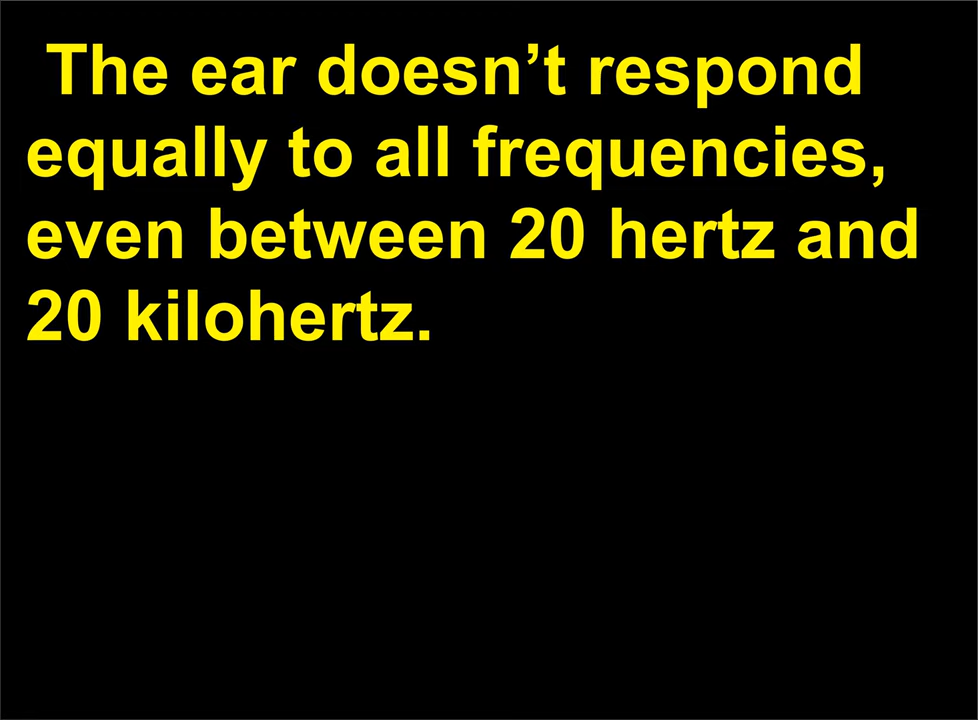 The ear doesn’t respond
equally to all frequencies,
even between 20 hertz and
20 kilohertz.